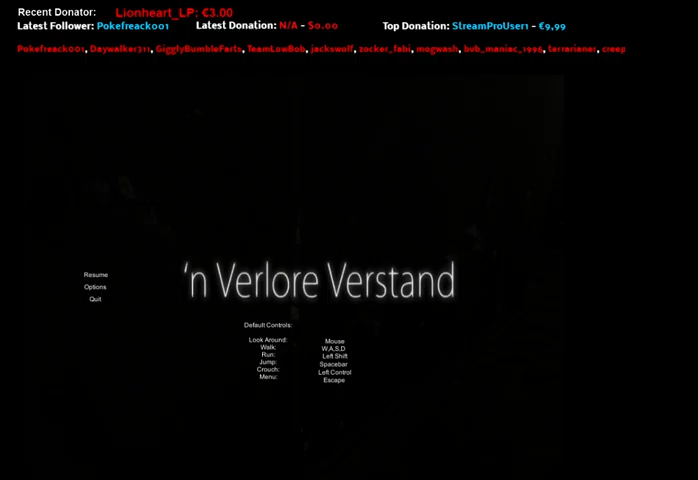 Recent Donator: Lionheart_LP: €3.00
Latest Follower: Pokefreack001 Latest Donation: N/A - $0.00 Top Donation: StreamProUser1 - €9,99
Pokefreack001, Daywalker311, GigglyBumbleFarts, TeamLowBob, jackswulf, zocker_fabi, mogwash, bub_maniac_1996, terrarianer, creep
'n Verlore Verstand
Resume
Options
Quit
Default Controls:
Look Around: Mouse
Walk: W,A,S,D
Run: Left Shift
Jump: Spacebar
Crouch: Left Control
Menu: Escape